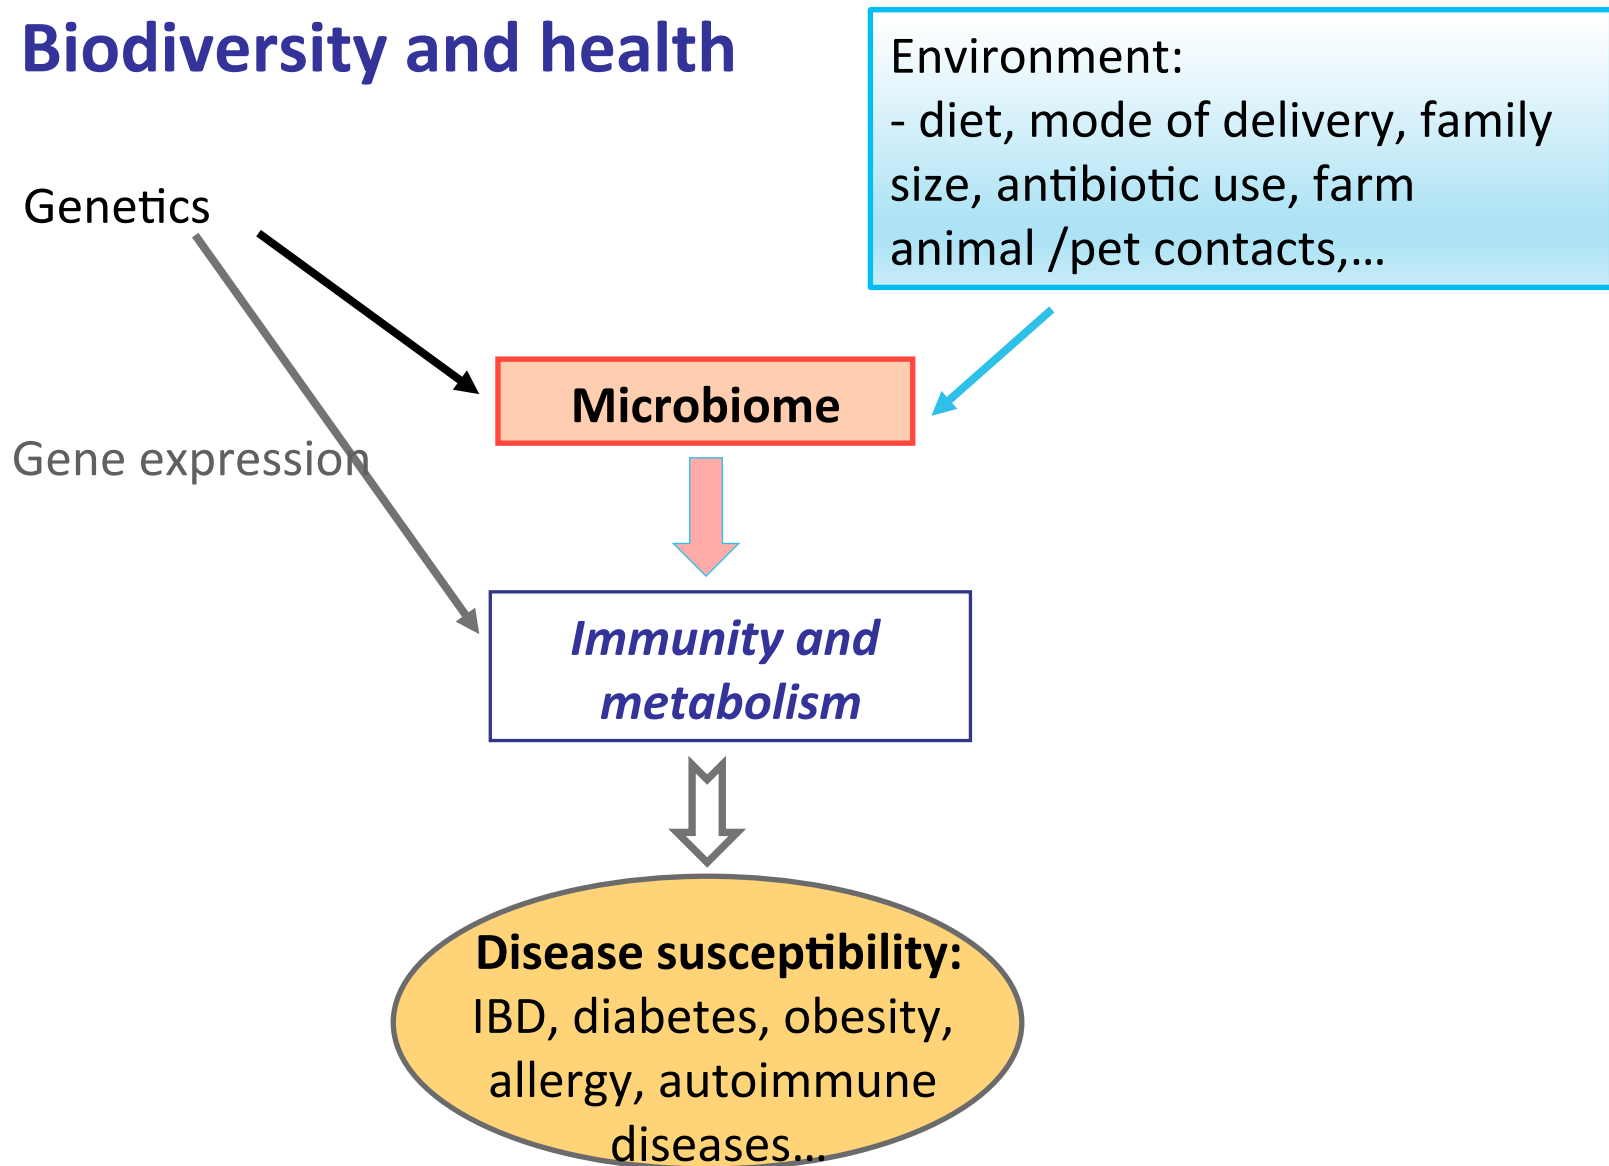 Biodiversity and health
Environment:
- diet, mode of delivery, family
size, antibiotic use, farm
animal /pet contacts,...
Genetics
Microbiome
Gene expression
Immunity and
metabolism
Disease susceptibility:
IBD, diabetes, obesity,
allergy, autoimmune
diseases...